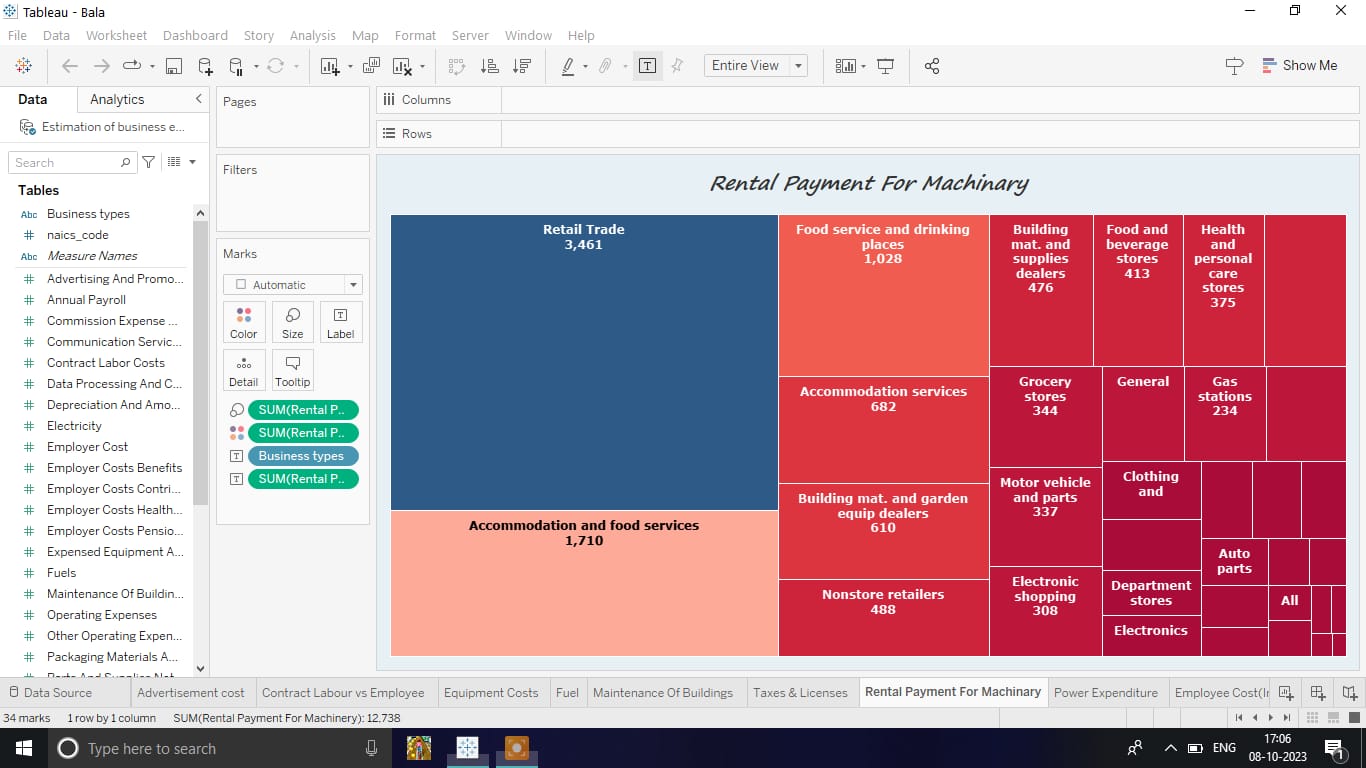 Tableau - Bala
File Data Worksheet Dashboard Story Analysis Map Format Server Window Help
Entire View
Show Me
Data Analytics
Estimation of business e...
Search
Tables
Abc Business types
# naics_code
Abc Measure Names
# Advertising And Promo...
# Annual Payroll
# Commission Expense ...
# Communication Servic...
# Contract Labor Costs
# Data Processing And C...
# Depreciation And Amo...
# Electricity
# Employer Cost
# Employer Costs Benefits
# Employer Costs Contri...
# Employer Costs Health...
# Employer Costs Pensio...
# Expensed Equipment A...
# Fuels
# Maintenance Of Buildin...
# Operating Expenses
# Other Operating Expen...
# Packaging Materials A...
Pages
Filters
Marks
Automatic
Color Size Label
Detail Tooltip
SUM(Rental P..
SUM(Rental P..
Business types
SUM(Rental P..
Columns
Rows
Rental Payment For Machinary
Retail Trade
3,461
Accommodation and food services
1,710
Food service and drinking
places
1,028
Accommodation services
682
Building mat. and garden
equip dealers
610
Nonstore retailers
488
Building
mat. and
supplies
dealers
476
Food and
beverage
stores
413
Health
and
personal
care
stores
375
Grocery
stores
344
General
Gas
stations
234
Motor vehicle
and parts
337
Electronic
shopping
308
Clothing
and
Department
stores
Electronics
Auto
parts
All
Data Source Advertisement cost Contract Labour vs Employee Equipment Costs Fuel Maintenance Of Buildings Taxes & Licenses Rental Payment For Machinary Power Expenditure Employee Cost(Ir
34 marks 1 row by 1 column SUM(Rental Payment For Machinery): 12,738
Type here to search
ENG
17:06
08-10-2023
1